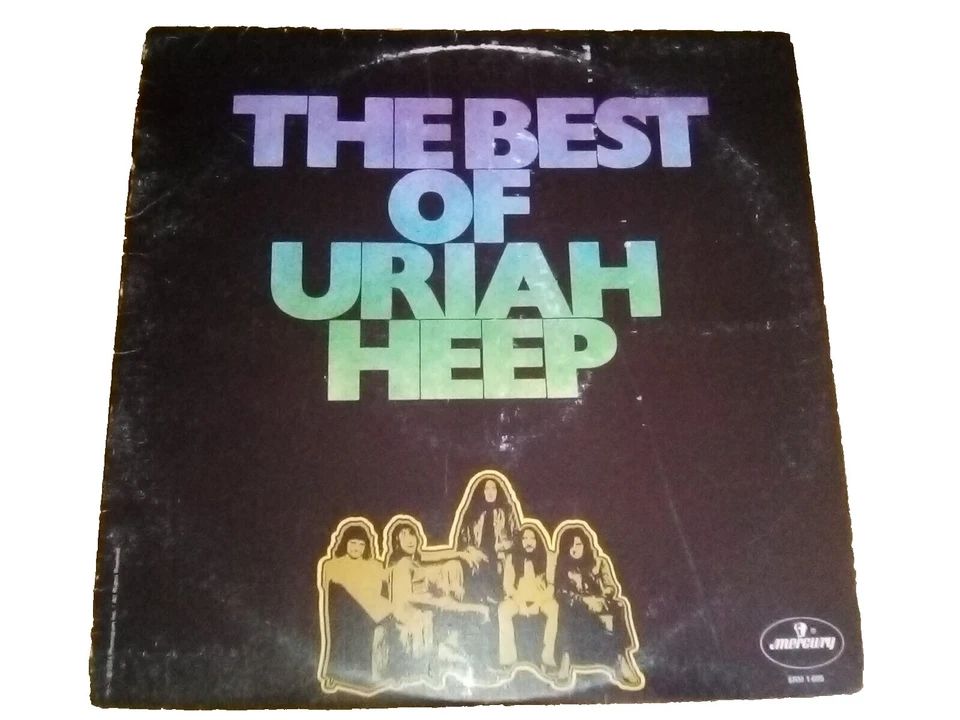 THE BEST
OF
URIAH
HEEP
mercury